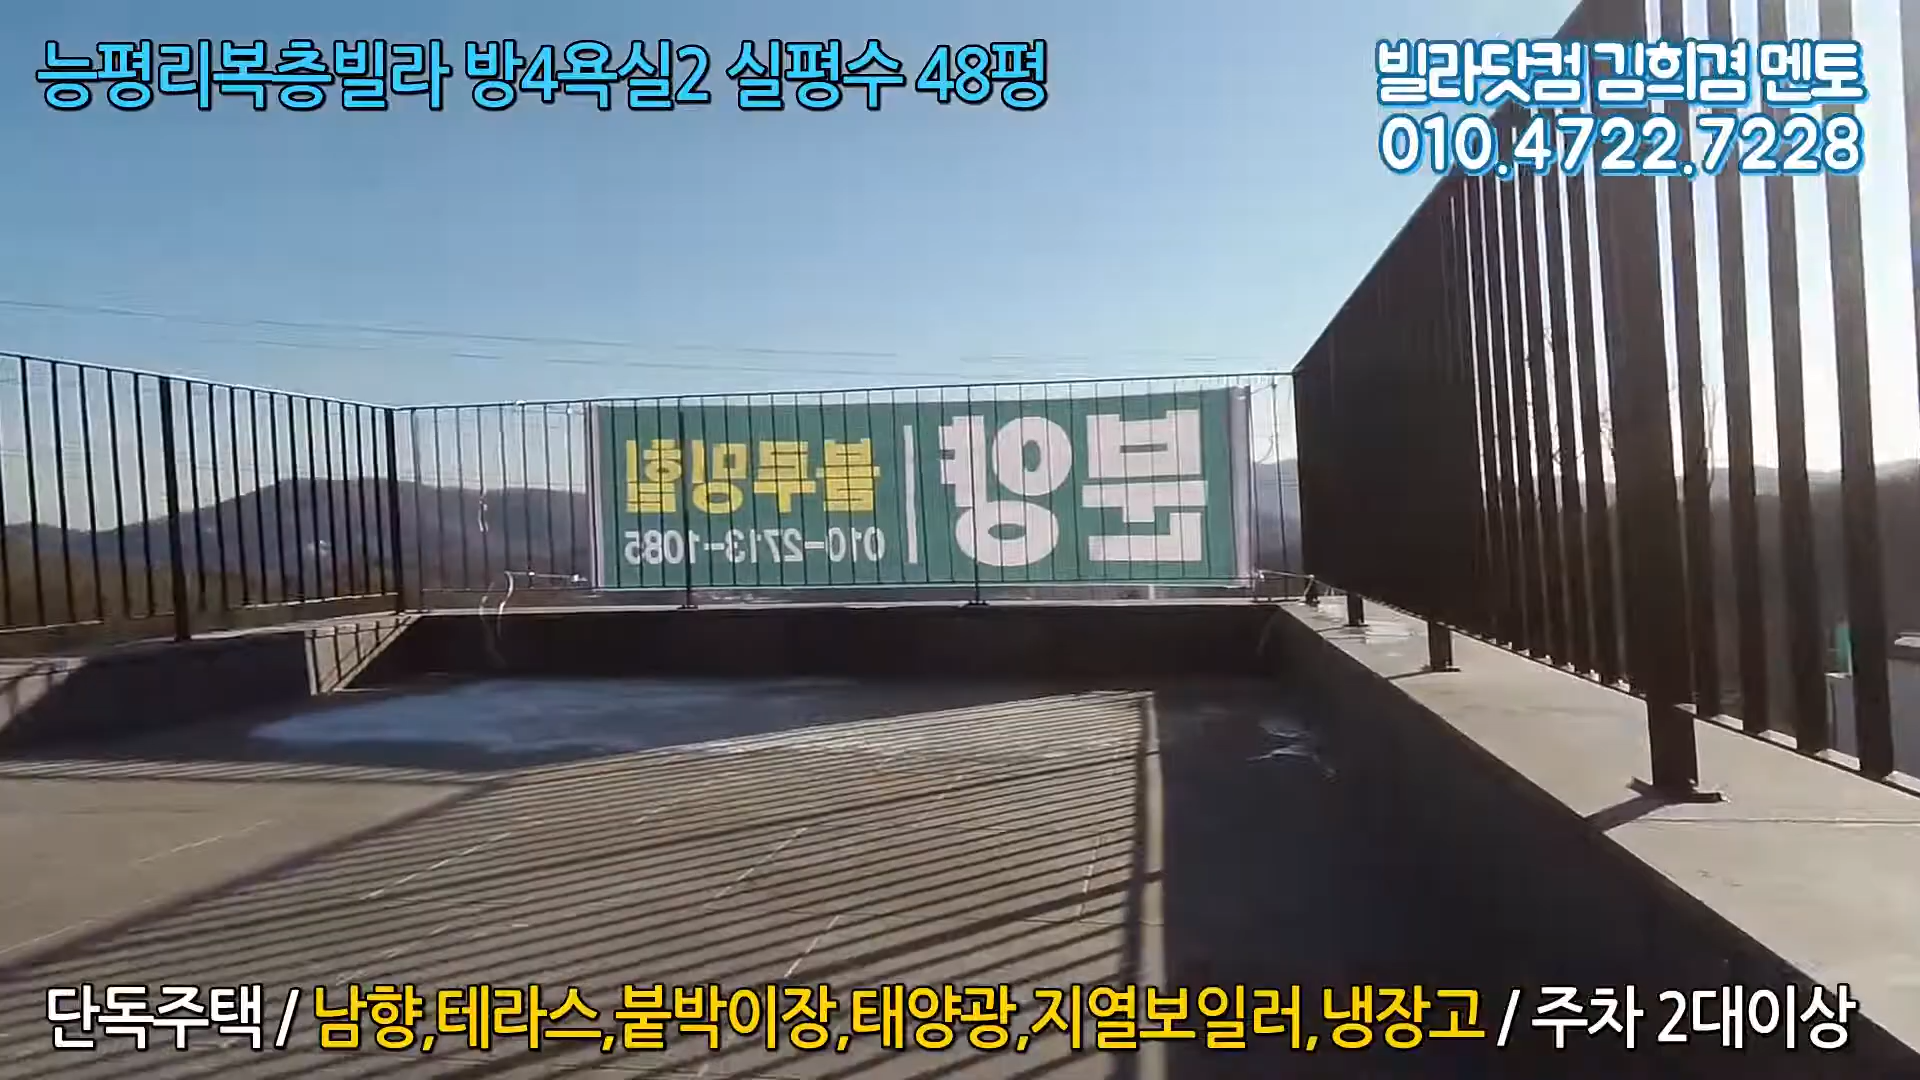 능평리복층빌라 방4욕실2 실평수 48평
빌라닷컴 김희겸 멘토
010.4722.7228
분양
봄투밍힐
010-2713-1085
단독주택 / 남향,테라스,붙박이장,태양광,지열보일러,냉장고 / 주차 2대이상